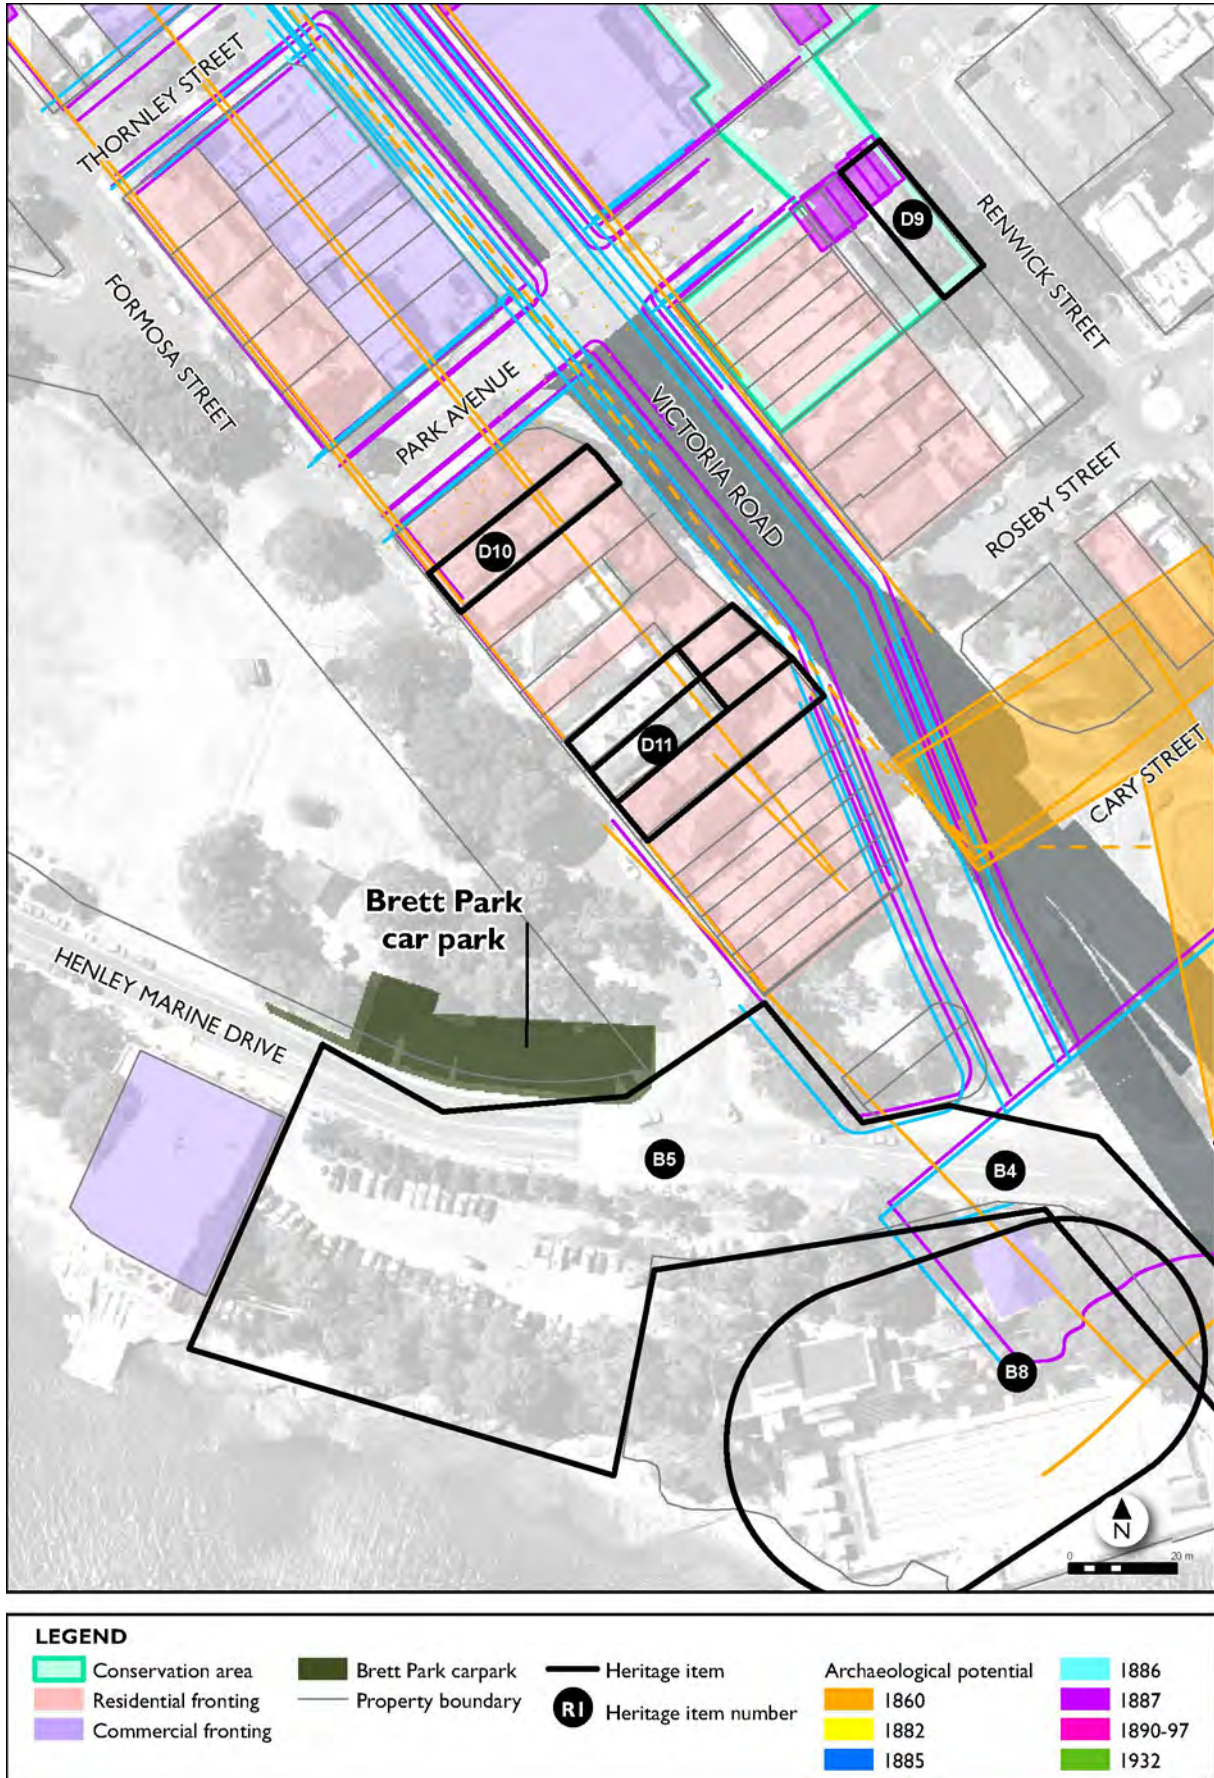 THORNLEY STREET
FORMOSA STREET
PARK AVENUE
VICTORIA ROAD
RENWICK STREET
ROSEBY STREET
CARY STREET
D9
D10
D11
Brett Park
car park
HENLEY MARINE DRIVE
B5
B4
B8
N
0 20 m
LEGEND
Conservation area
Residential fronting
Commercial fronting
Brett Park carpark
Property boundary
Heritage item
R1 Heritage item number
Archaeological potential
1860
1882
1885
1886
1887
1890-97
1932